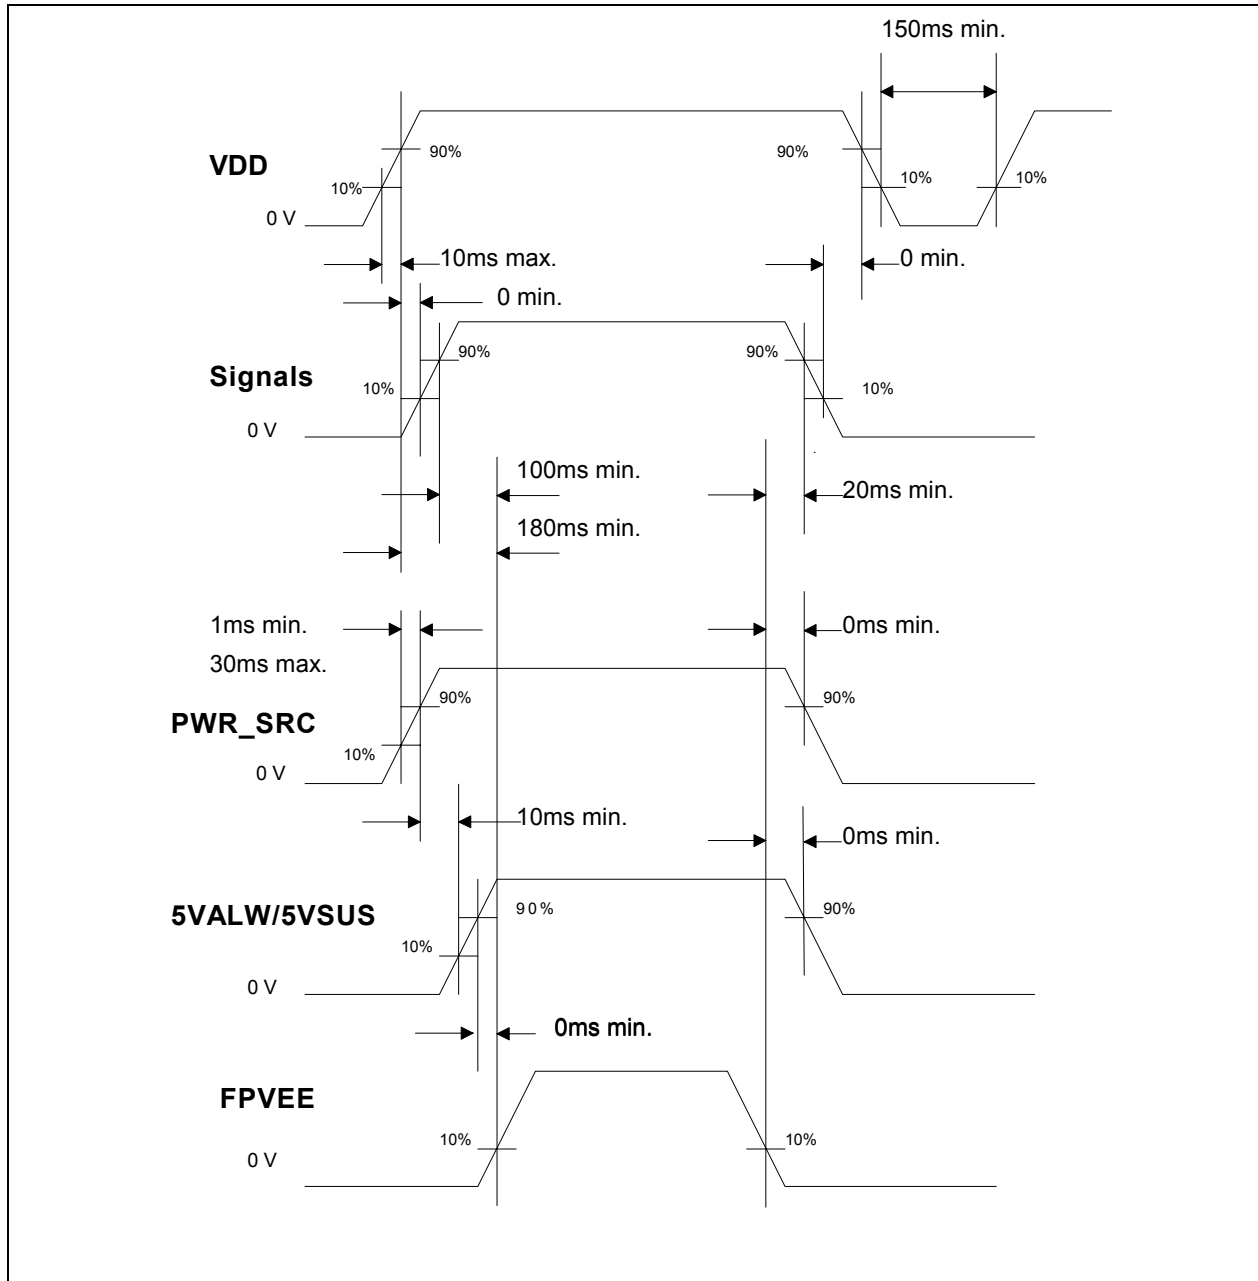 150ms min.
VDD
90%
90%
10%
10%
10%
0 V
10ms max.
0 min.
0 min.
Signals
90%
90%
10%
10%
0 V
100ms min.
20ms min.
180ms min.
1ms min.
0ms min.
30ms max.
PWR_SRC
90%
90%
10%
0 V
10ms min.
0ms min.
5VALW/5VSUS
90%
90%
10%
0 V
0ms min.
FPVEE
10%
10%
0 V